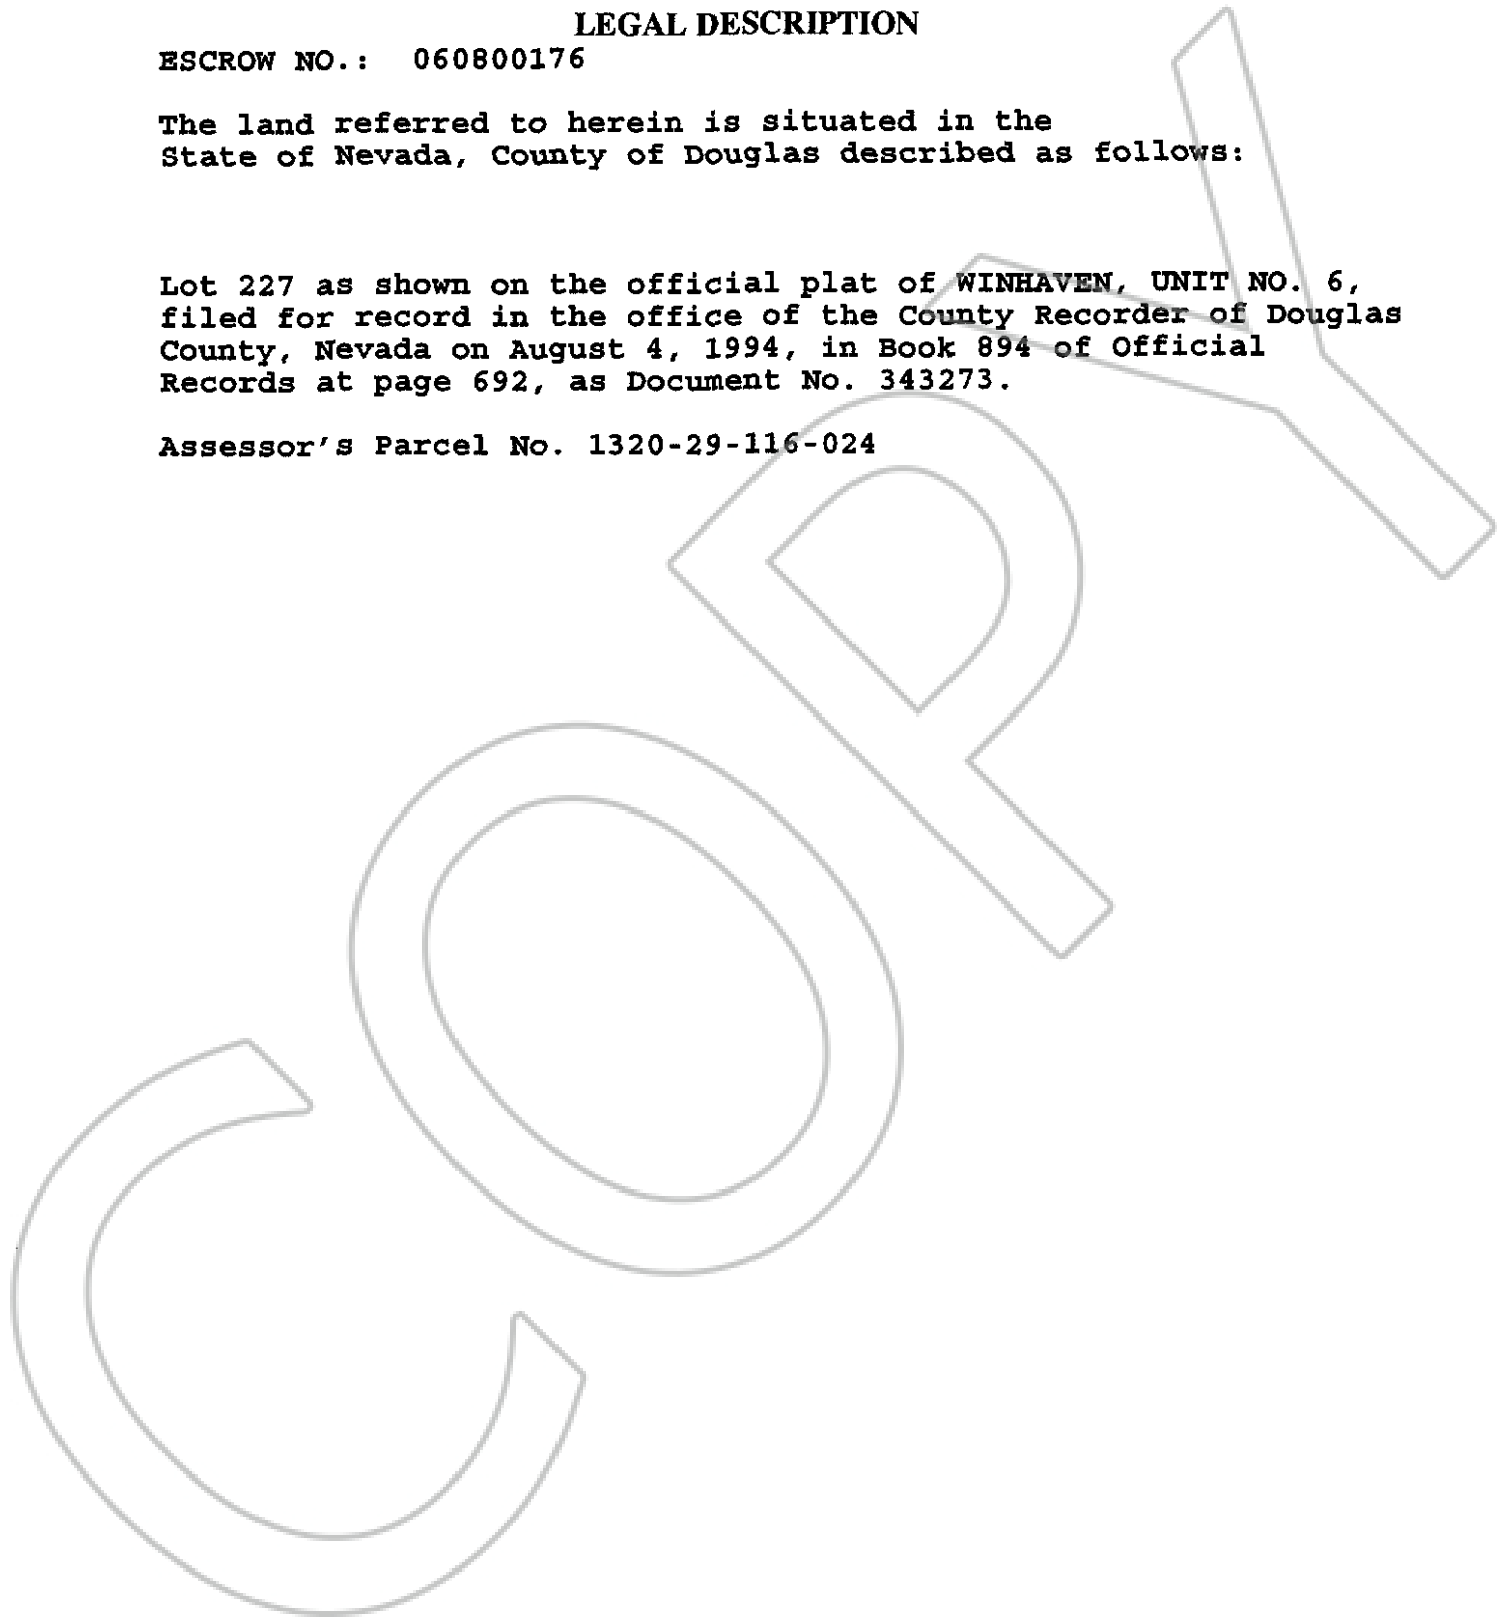 LEGAL DESCRIPTION
ESCROW NO.: 060800176
The land referred to herein is situated in the
State of Nevada, County of Douglas described as follows:
Lot 227 as shown on the official plat of WINHAVEN, UNIT NO. 6,
filed for record in the office of the County Recorder of Douglas
County, Nevada on August 4, 1994, in Book 894 of Official
Records at page 692, as Document No. 343273.
Assessor's Parcel No. 1320-29-116-024
COPY